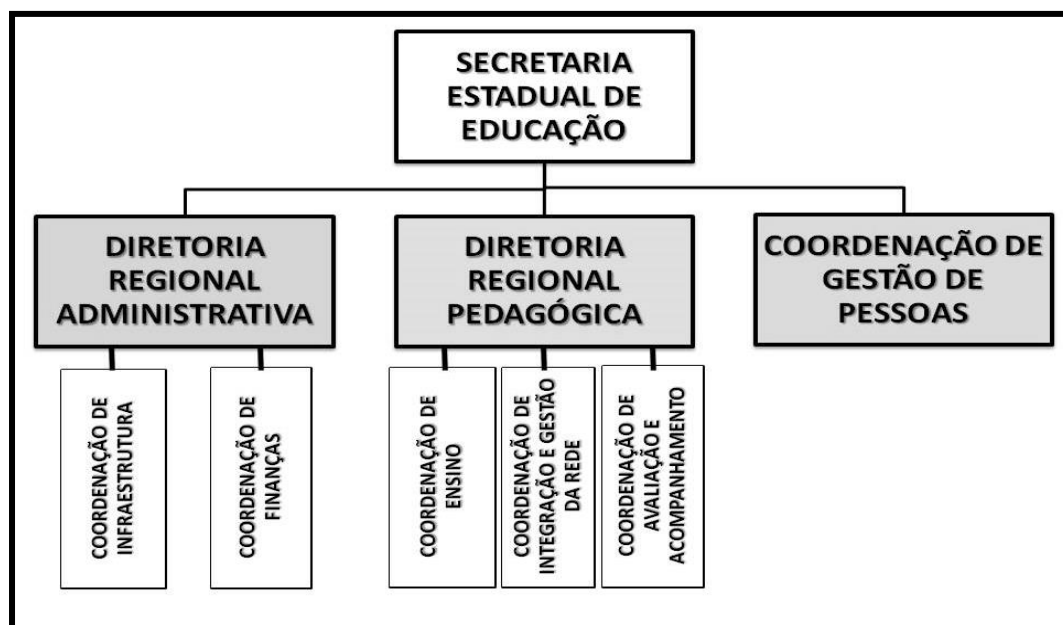 SECRETARIA
ESTADUAL DE
EDUCAÇÃO
DIRETORIA
REGIONAL
ADMINISTRATIVA
DIRETORIA
REGIONAL
PEDAGÓGICA
COORDENAÇÃO DE
GESTÃO DE
PESSOAS
COORDENAÇÃO DE
INFRAESTRUTURA
COORDENAÇÃO DE
FINANÇAS
COORDENAÇÃO DE
ENSINO
COORDENAÇÃO DE
INTEGRAÇÃO E GESTÃO
DA REDE
COORDENAÇÃO DE
AVALIAÇÃO E
ACOMPANHAMENTO